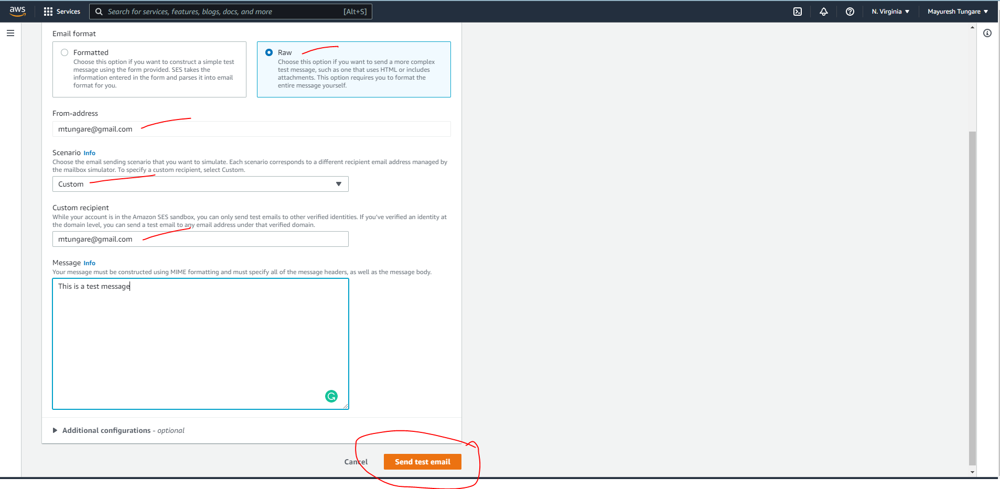 aws Services Search for services, features, blogs, docs, and more [Alt+S] N. Virginia Mayuresh Tungare
Email format
Formatted
Choose this option if you want to construct a simple test
message using the form provided. SES takes the
information entered in the form and parses it into email
format for you.
Raw
Choose this option if you want to send a more complex
test message, such as one that uses HTML or includes
attachments. This option requires you to format the
entire message yourself.
From-address
mtungare@gmail.com
Scenario Info
Choose the email sending scenario that you want to simulate. Each scenario corresponds to a different recipient email address managed by
the mailbox simulator. To specify a custom recipient, select Custom.
Custom
Custom recipient
While your account is in the Amazon SES sandbox, you can only send test emails to other verified identities. If you've verified an identity at
the domain level, you can send a test email to any email address under that verified domain.
mtungare@gmail.com
Message Info
Your message must be constructed using MIME formatting and must specify all of the message headers, as well as the message body.
This is a test message
Additional configurations - optional
Cancel Send test email